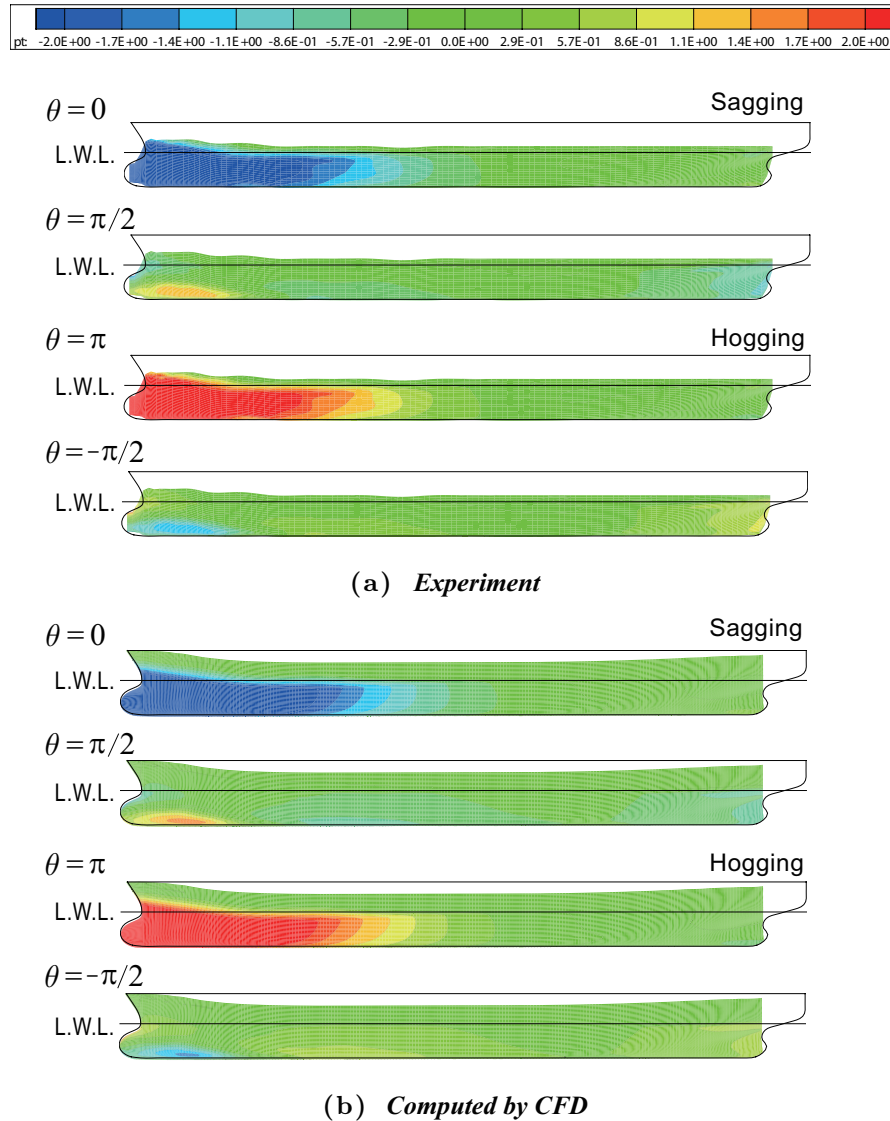 pt: -2.0E+00 -1.7E+00 -1.4E+00 -1.1E+00 -8.6E-01 -5.7E-01 -2.9E-01 0.0E+00 2.9E-01 5.7E-01 8.6E-01 1.1E+00 1.4E+00 1.7E+00 2.0E+00
θ = 0 Sagging
L.W.L.
θ = π/2
L.W.L.
θ = π Hogging
L.W.L.
θ = -π/2
L.W.L.
(a) Experiment
θ = 0 Sagging
L.W.L.
θ = π/2
L.W.L.
θ = π Hogging
L.W.L.
θ = -π/2
L.W.L.
(b) Computed by CFD